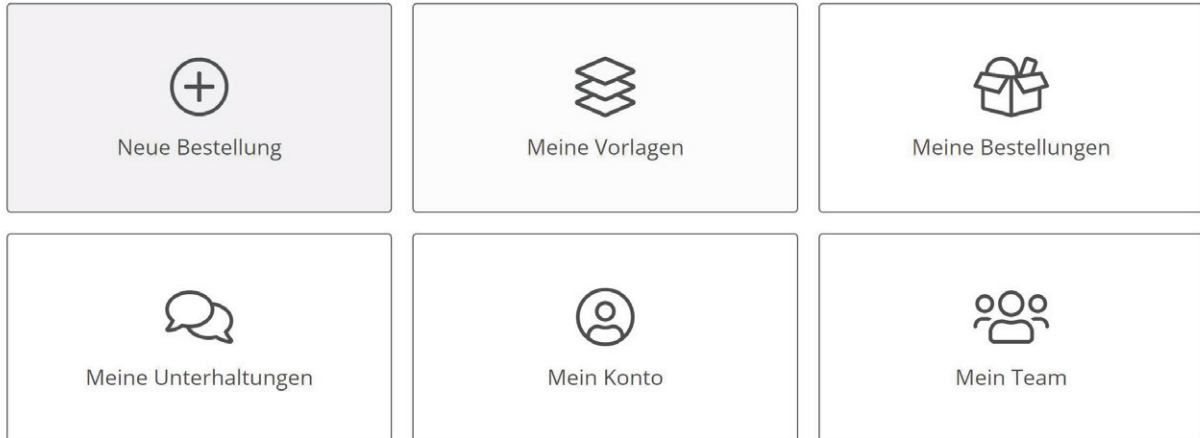 Neue Bestellung
Meine Vorlagen
Meine Bestellungen
Meine Unterhaltungen
Mein Konto
Mein Team